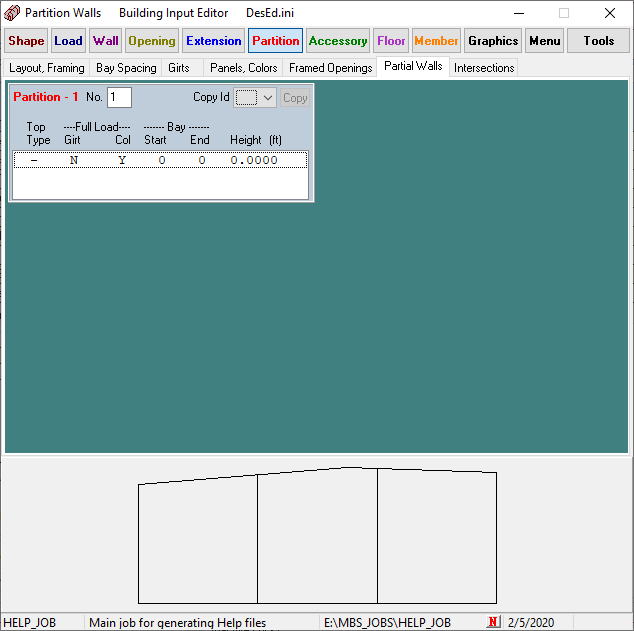 Partition Walls Building Input Editor DesEd.ini
Shape Load Wall Opening Extension Partition Accessory Floor Member Graphics Menu Tools
Layout, Framing Bay Spacing Girts Panels, Colors Framed Openings Partial Walls Intersections
Partition - 1 No. 1 Copy Id Copy
Top ----Full Load---- ------- Bay -------
Type Girt Col Start End Height (ft)
– N Y 0 0 0.0000
HELP_JOB Main job for generating Help files E:\MBS_JOBS\HELP_JOB N 2/5/2020